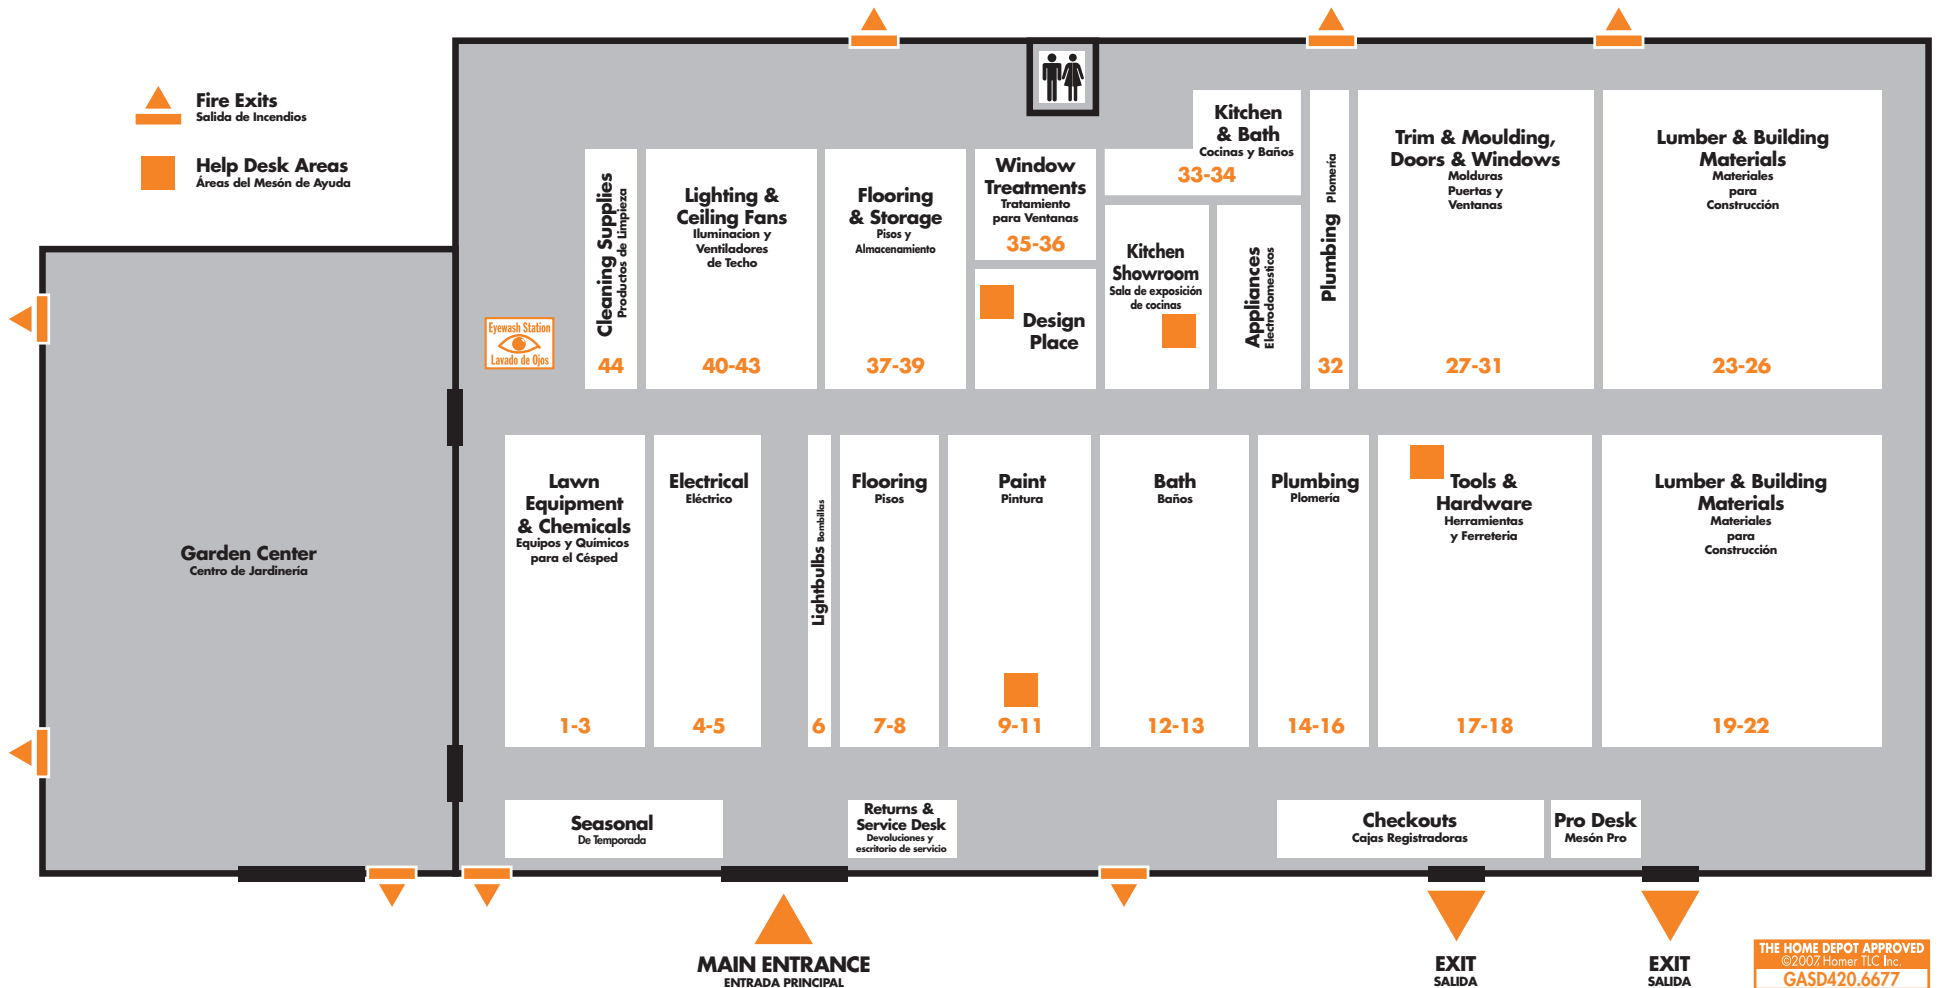 Fire Exits
Salida de Incendios
Help Desk Areas
Áreas del Mesón de Ayuda
Eyewash Station
Lavado de Ojos
Garden Center
Centro de Jardinería
Cleaning Supplies
Productos de Limpieza
44
Lighting &
Ceiling Fans
Iluminacion y
Ventiladores
de Techo
40-43
Flooring
& Storage
Pisos y
Almacenamiento
37-39
Window
Treatments
Tratamiento
para Ventanas
35-36
Design
Place
Kitchen
& Bath
Cocinas y Baños
33-34
Kitchen
Showroom
Sala de exposición
de cocinas
Appliances
Electrodomesticos
Plumbing Plomería
32
Trim & Moulding,
Doors & Windows
Molduras
Puertas y
Ventanas
27-31
Lumber & Building
Materials
Materiales
para
Construcción
23-26
Lawn
Equipment
& Chemicals
Equipos y Químicos
para el Césped
1-3
Electrical
Eléctrico
4-5
Lightbulbs Bombillas
6
Flooring
Pisos
7-8
Paint
Pintura
9-11
Bath
Baños
12-13
Plumbing
Plomería
14-16
Tools &
Hardware
Herramientas
y Ferretería
17-18
Lumber & Building
Materials
Materiales
para
Construcción
19-22
Seasonal
De Temporada
Returns &
Service Desk
Devoluciones y
escritorio de servicio
Checkouts
Cajas Registradoras
Pro Desk
Mesón Pro
MAIN ENTRANCE
ENTRADA PRINCIPAL
EXIT
SALIDA
EXIT
SALIDA
THE HOME DEPOT APPROVED
©2007, Homer TLC Inc.
GASD420.6677